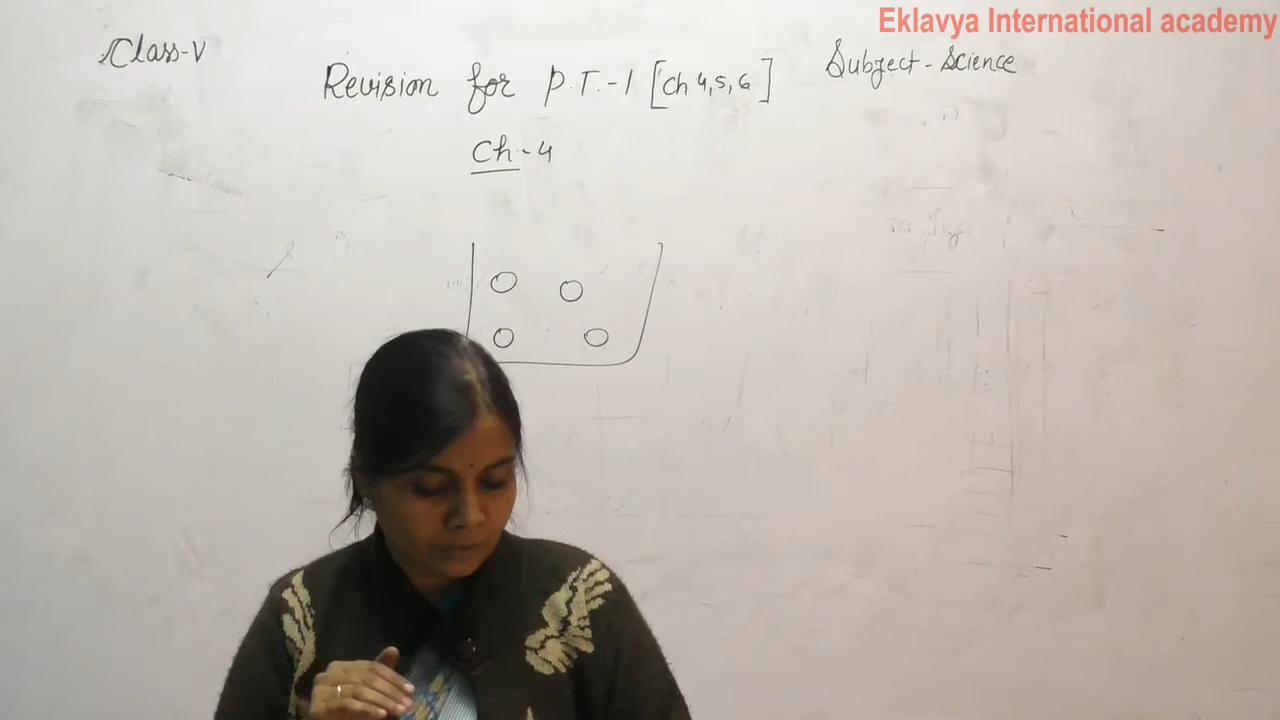 Eklavya International academy
Class-V
Subject-Science
Revision for P.T.-1 [Ch 4,5,6]
Ch-4